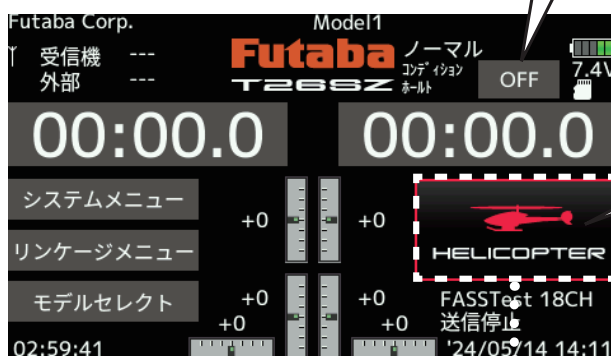 Futaba Corp.
Model1
受信機 ---
外部 ---
Futaba
T26SZ
ノーマル
コンディション
ホールト
OFF
7.4V
00:00.0
00:00.0
システムメニュー
リンケージメニュー
モデルセレクト
+0
+0
+0
+0
+0
+0
HELICOPTER
FASSTest 18CH
送信停止
02:59:41
'24/05/14 14:11